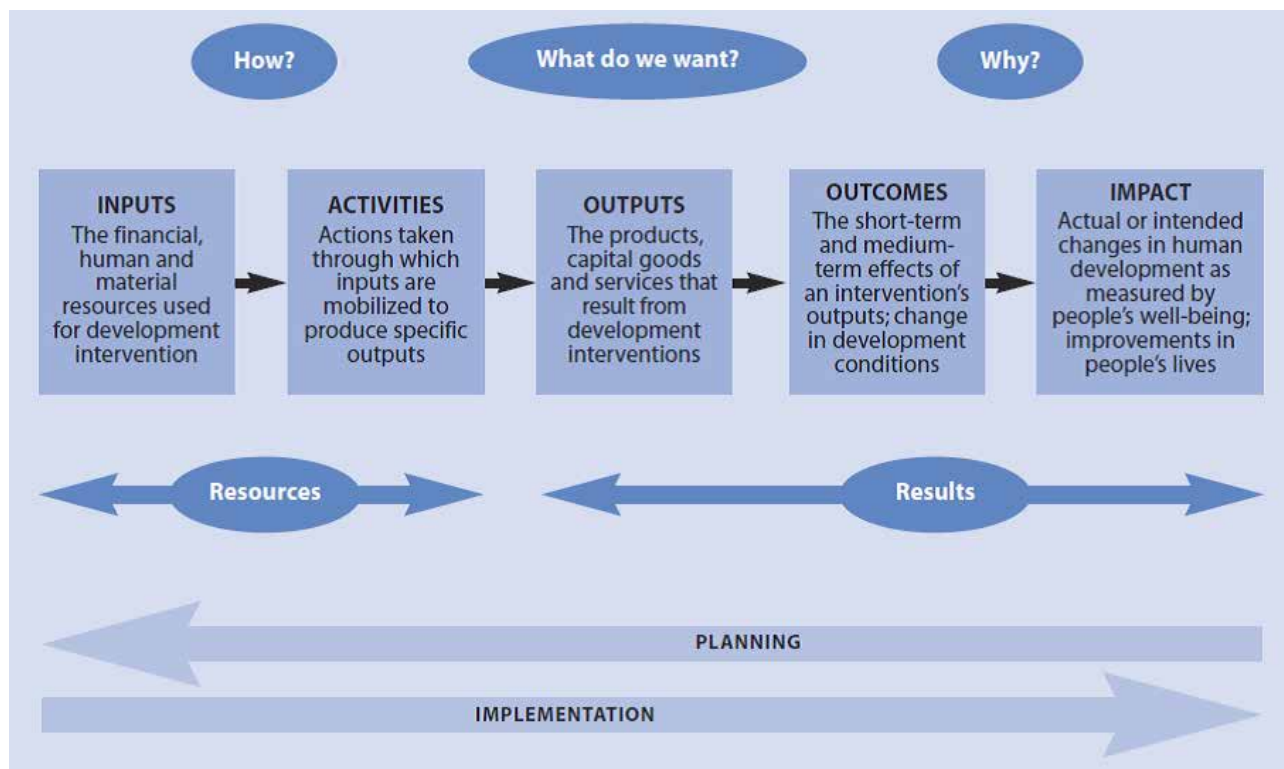 How?
What do we want?
Why?
INPUTS
The financial,
human and
material
resources used
for development
intervention
ACTIVITIES
Actions taken
through which
inputs are
mobilized to
produce specific
outputs
OUTPUTS
The products,
capital goods
and services that
result from
development
interventions
OUTCOMES
The short-term
and medium-
term effects of
an intervention’s
outputs; change
in development
conditions
IMPACT
Actual or intended
changes in human
development as
measured by
people’s well-being;
improvements in
people’s lives
Resources
Results
PLANNING
IMPLEMENTATION